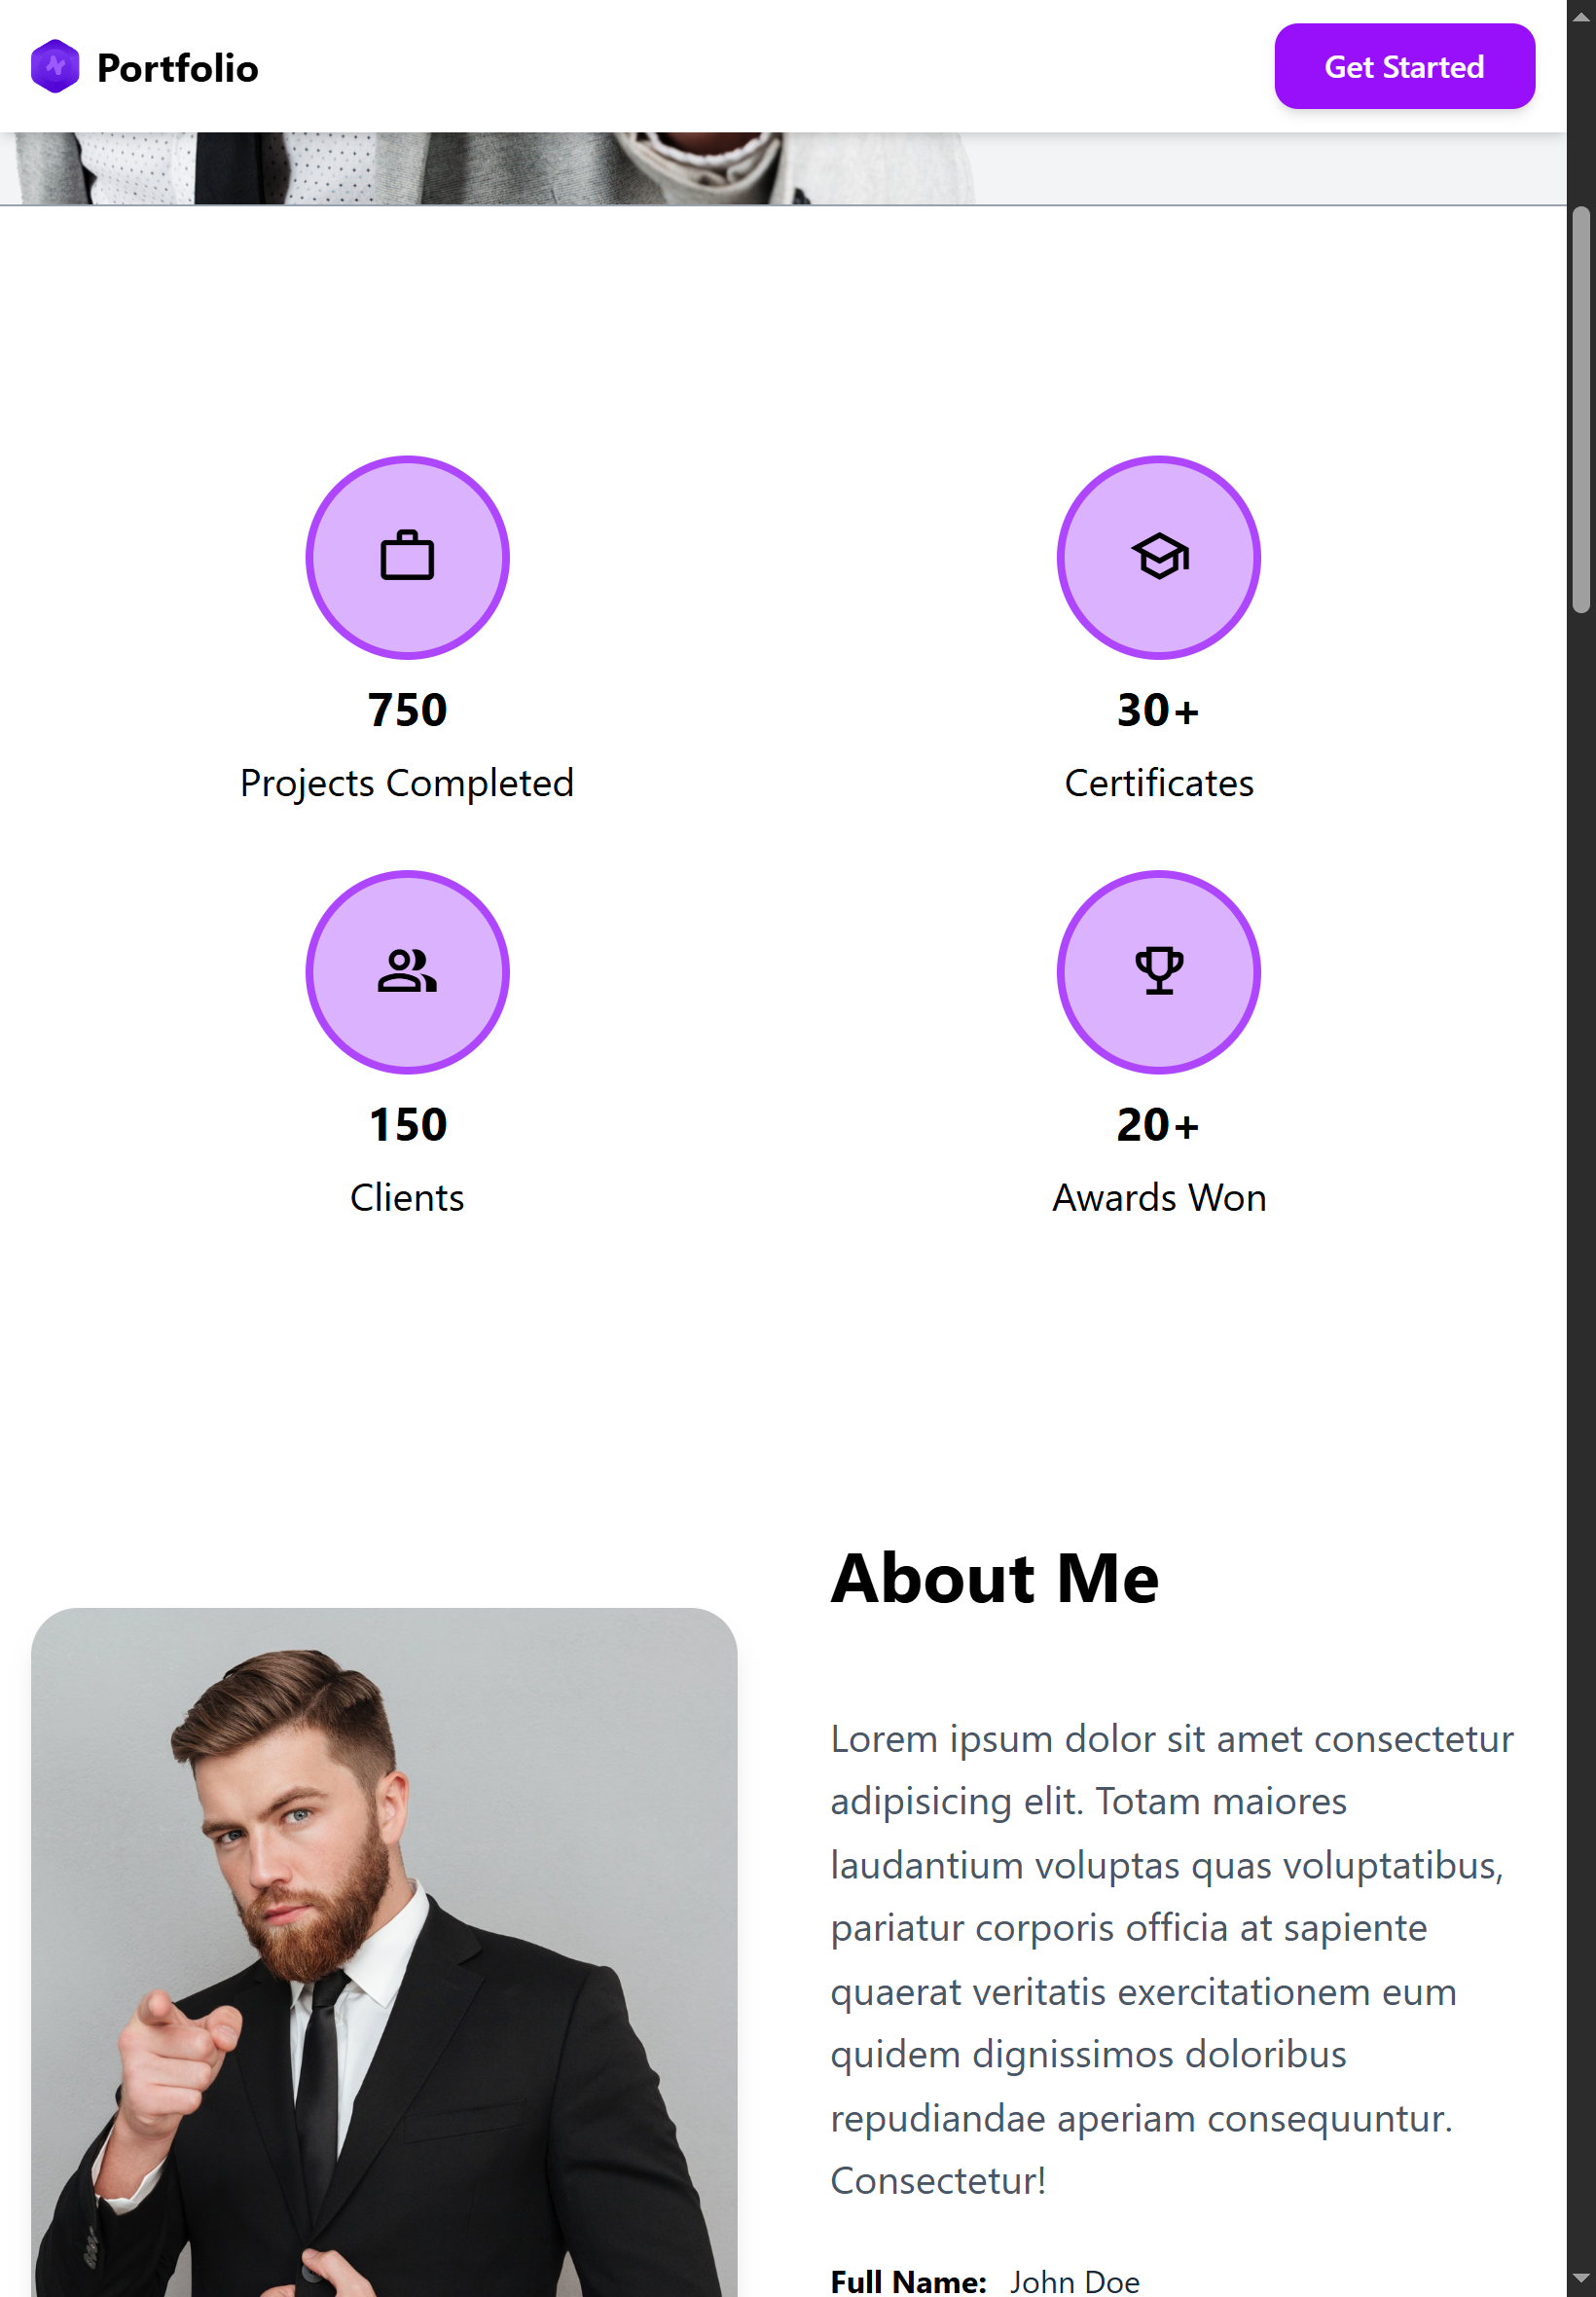 Portfolio
Get Started
750
Projects Completed
30+
Certificates
150
Clients
20+
Awards Won
About Me
Lorem ipsum dolor sit amet consectetur
adipisicing elit. Totam maiores
laudantium voluptas quas voluptatibus,
pariatur corporis officia at sapiente
quaerat veritatis exercitationem eum
quidem dignissimos doloribus
repudiandae aperiam consequuntur.
Consectetur!
Full Name: John Doe